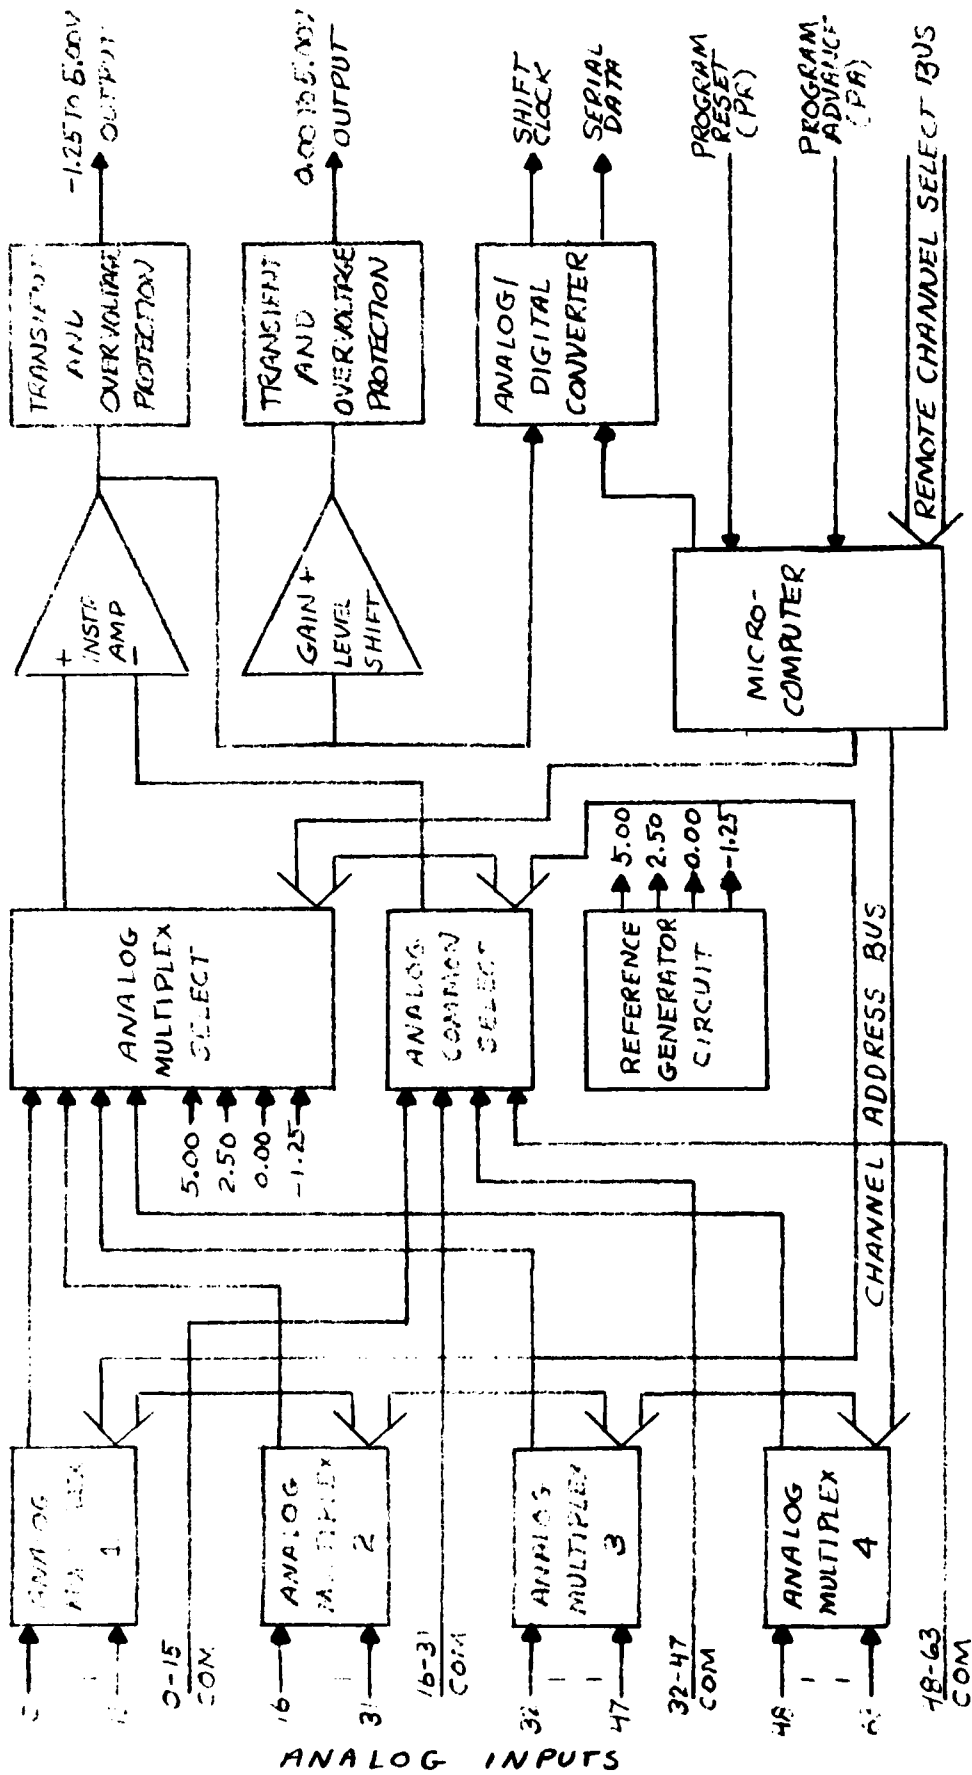 -1.25 TO 5.00V
OUTPUT
0.00 TO 5.00V
OUTPUT
SHIFT
CLOCK
SERIAL
DATA
PROGRAM
RESET
(PR)
PROGRAM
ADVANCE
(PA)
REMOTE CHANNEL SELECT BUS
TRANSIENT
AND
OVERVOLTAGE
PROTECTION
TRANSIENT
AND
OVERVOLTAGE
PROTECTION
ANALOG/
DIGITAL
CONVERTER
+
INSTR
AMP
-
GAIN +
LEVEL
SHIFT
MICRO-
COMPUTER
ANALOG
MULTIPLEX
SELECT
5.00
2.50
0.00
-1.25
ANALOG
COMMON
SELECT
REFERENCE
GENERATOR
CIRCUIT
5.00
2.50
0.00
-1.25
CHANNEL ADDRESS BUS
ANALOG
MULTIPLEX
1
ANALOG
MULTIPLEX
2
ANALOG
MULTIPLEX
3
ANALOG
MULTIPLEX
4
0-15
COM
16
31
16-31
COM
32
47
32-47
COM
48
48-63
COM
ANALOG INPUTS